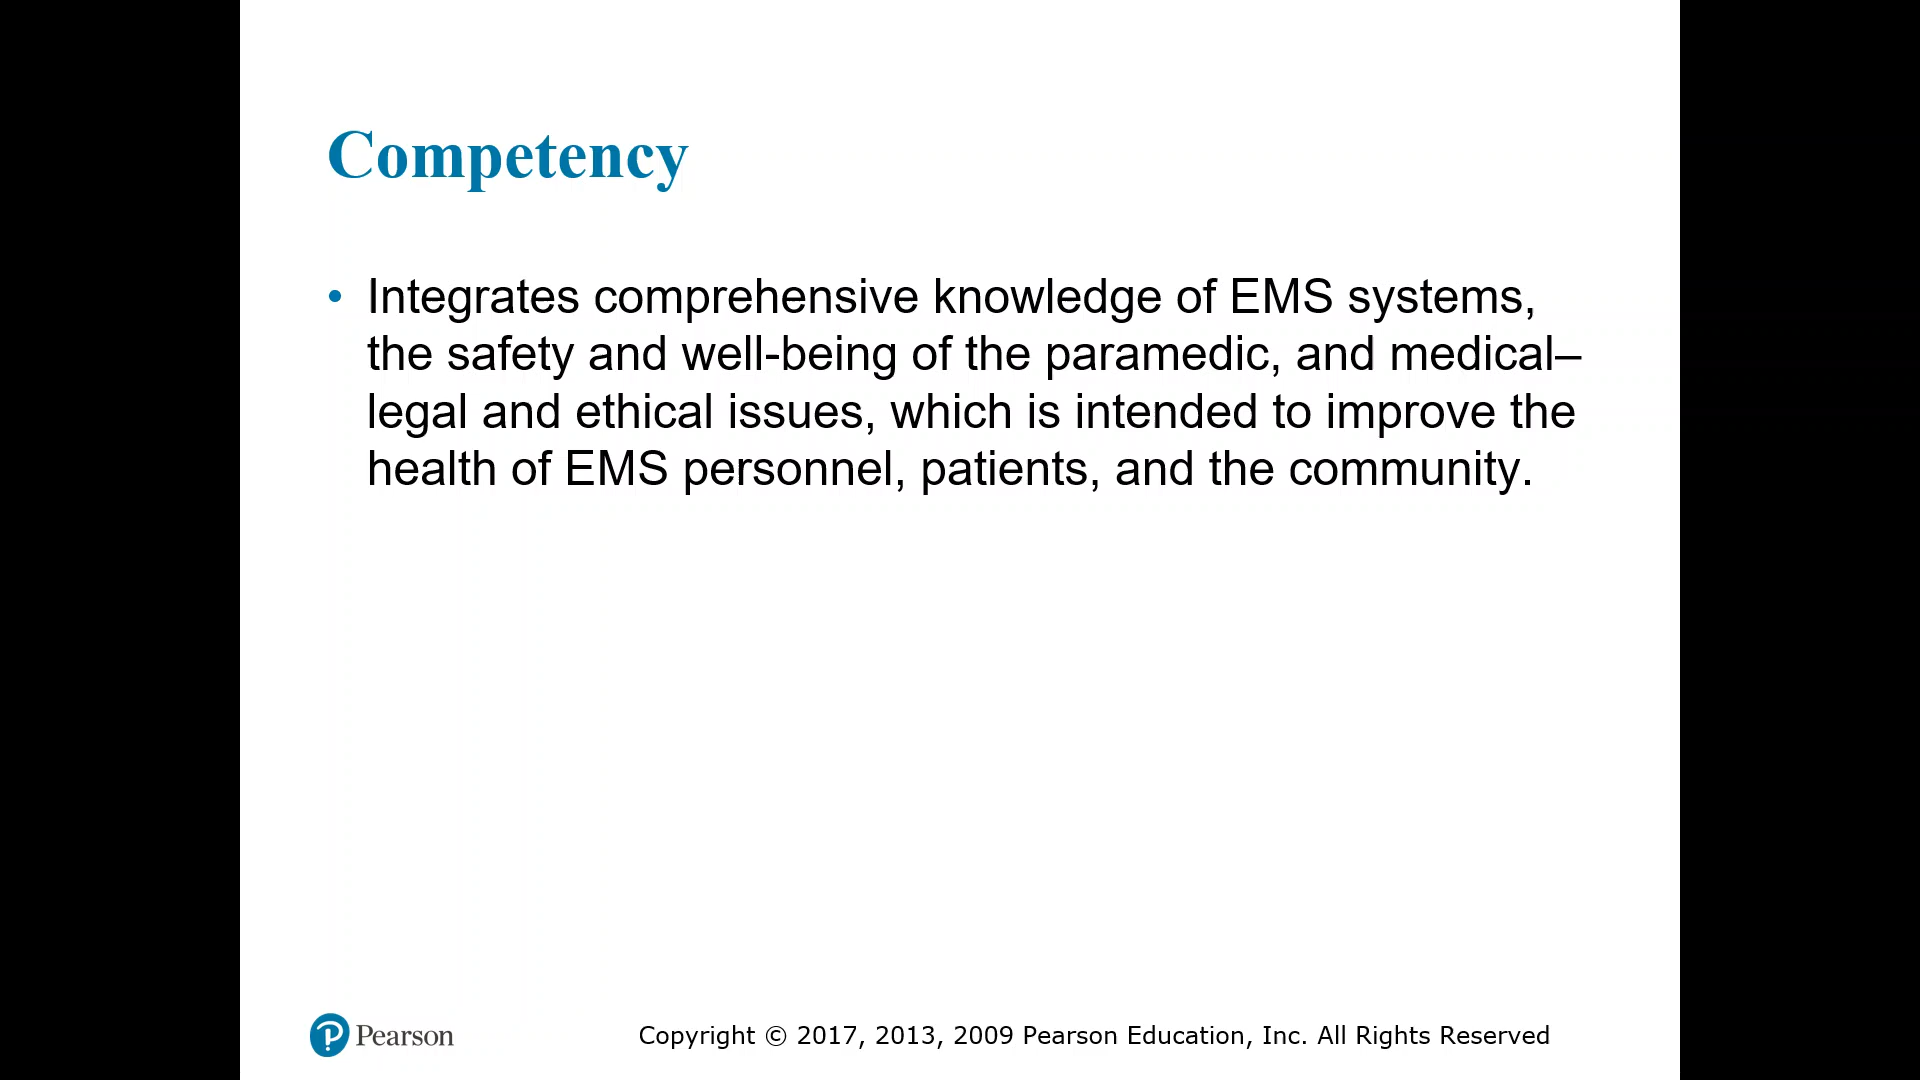 Competency
• Integrates comprehensive knowledge of EMS systems,
the safety and well-being of the paramedic, and medical–
legal and ethical issues, which is intended to improve the
health of EMS personnel, patients, and the community.
Pearson
Copyright © 2017, 2013, 2009 Pearson Education, Inc. All Rights Reserved